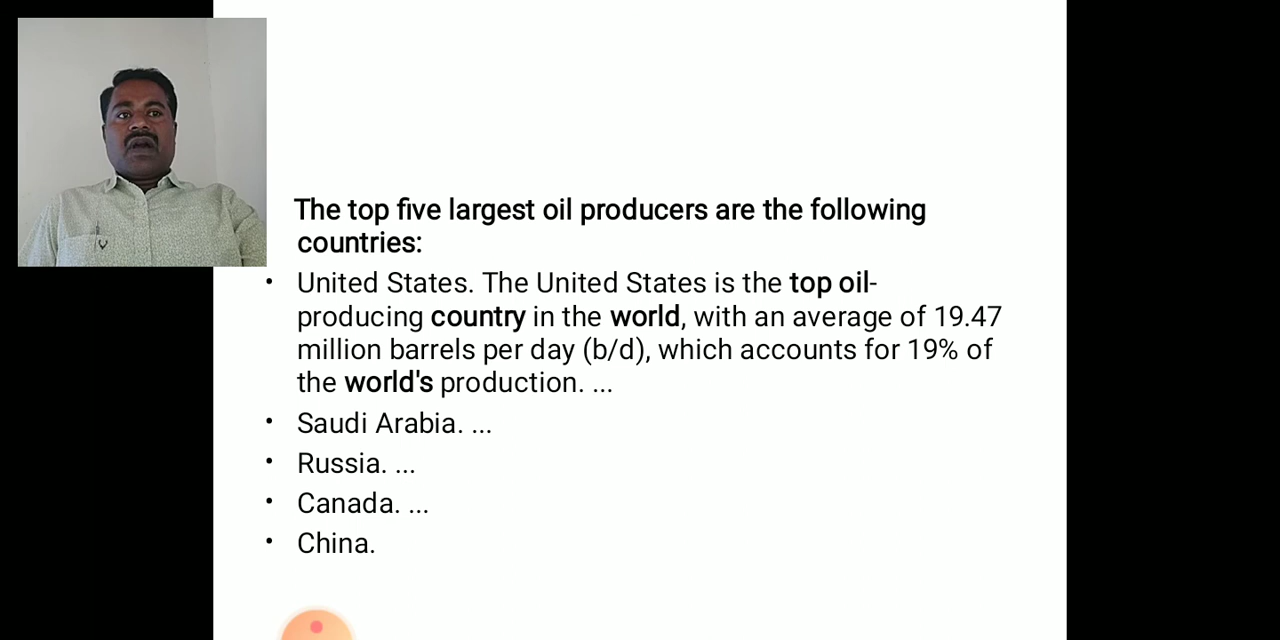 The top five largest oil producers are the following
countries:
• United States. The United States is the top oil-
producing country in the world, with an average of 19.47
million barrels per day (b/d), which accounts for 19% of
the world's production. ...
• Saudi Arabia. ...
• Russia. ...
• Canada. ...
• China.